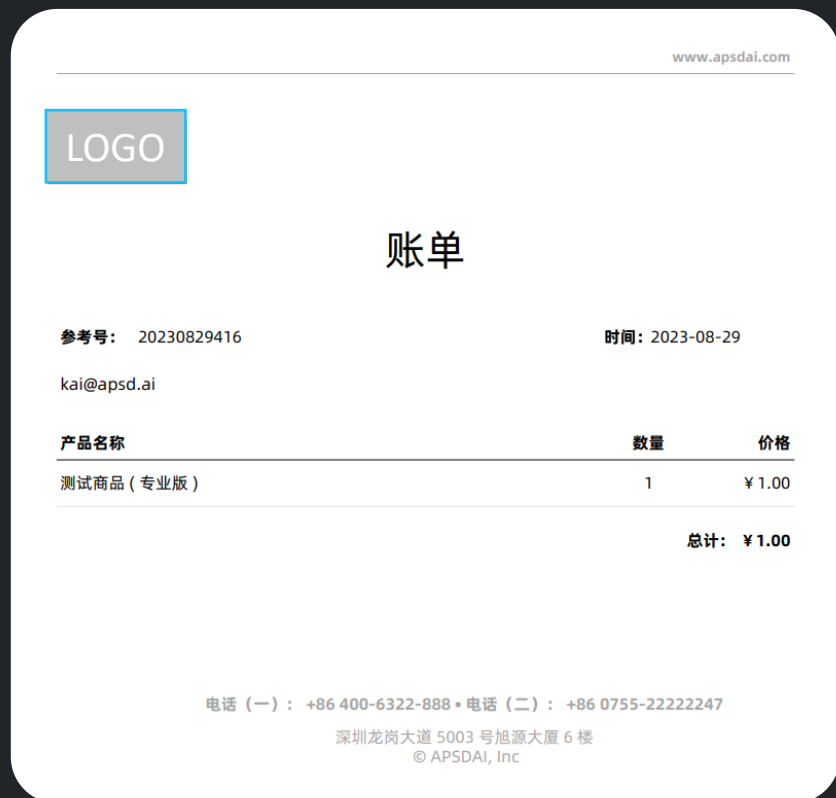 www.apsdai.com
LOGO
账单
参考号： 20230829416 时间：2023-08-29
kai@apsd.ai
产品名称 数量 价格
测试商品 ( 专业版 ) 1 ¥ 1.00
总计： ¥ 1.00
电话（一）： +86 400-6322-888 • 电话（二）： +86 0755-22222247
深圳龙岗大道 5003 号旭源大厦 6 楼
© APSDAI, Inc